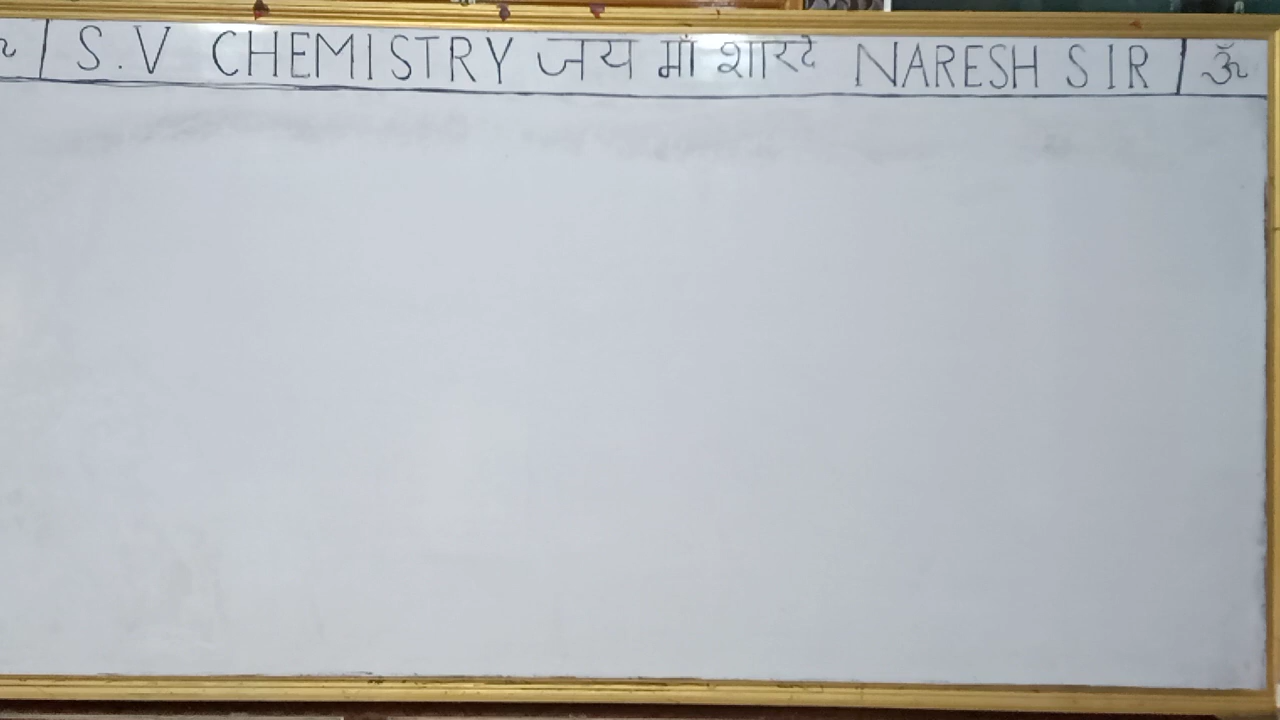 | S.V CHEMISTRY जय माँ शारदे NARESH SIR | ॐ